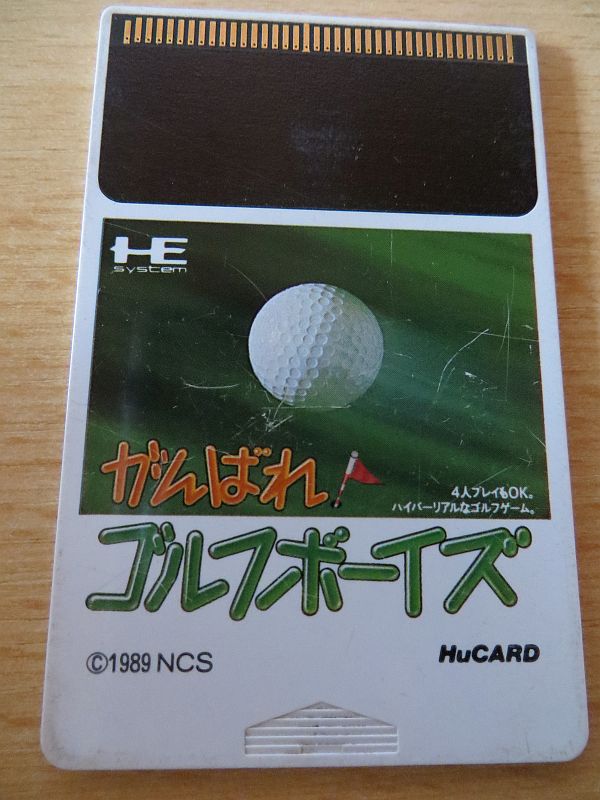 HE
system
がんばれ!
4人プレイもOK。
ハイパーリアルなゴルフゲーム。
ゴルフボーイズ
©1989 NCS
HuCARD